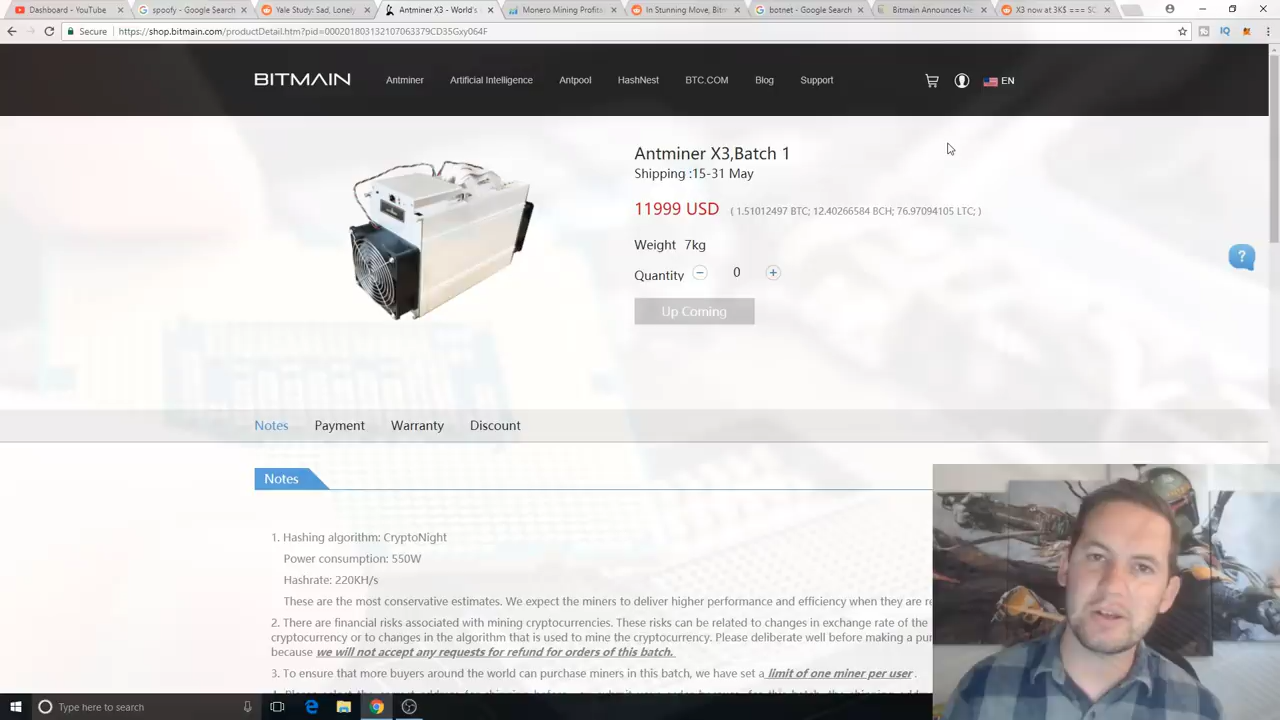 Dashboard - YouTube
spoofy - Google Search
Yale Study: Sad, Lonely
Antminer X3 - World's
Monero Mining Profita
In Stunning Move, Bit
botnet - Google Search
Bitmain Announces Ne
X3 now at 3K$ === SC
Secure
https://shop.bitmain.com/productDetail.htm?pid=00020180313210706337 9CD35Gxy064F
BITMAIN
Antminer
Artificial Intelligence
Antpool
HashNest
BTC.COM
Blog
Support
EN
Antminer X3,Batch 1
Shipping :15-31 May
11999 USD ( 1.51012497 BTC; 12.40266584 BCH; 76.97094105 LTC; )
Weight 7kg
Quantity − 0 +
Up Coming
?
Notes
Payment
Warranty
Discount
Notes
1. Hashing algorithm: CryptoNight
Power consumption: 550W
Hashrate: 220KH/s
These are the most conservative estimates. We expect the miners to deliver higher performance and efficiency when they are re
2. There are financial risks associated with mining cryptocurrencies. These risks can be related to changes in exchange rate of the
cryptocurrency or to changes in the algorithm that is used to mine the cryptocurrency. Please deliberate well before making a pur
because we will not accept any requests for refund for orders of this batch.
3. To ensure that more buyers around the world can purchase miners in this batch, we have set a limit of one miner per user .
Type here to search